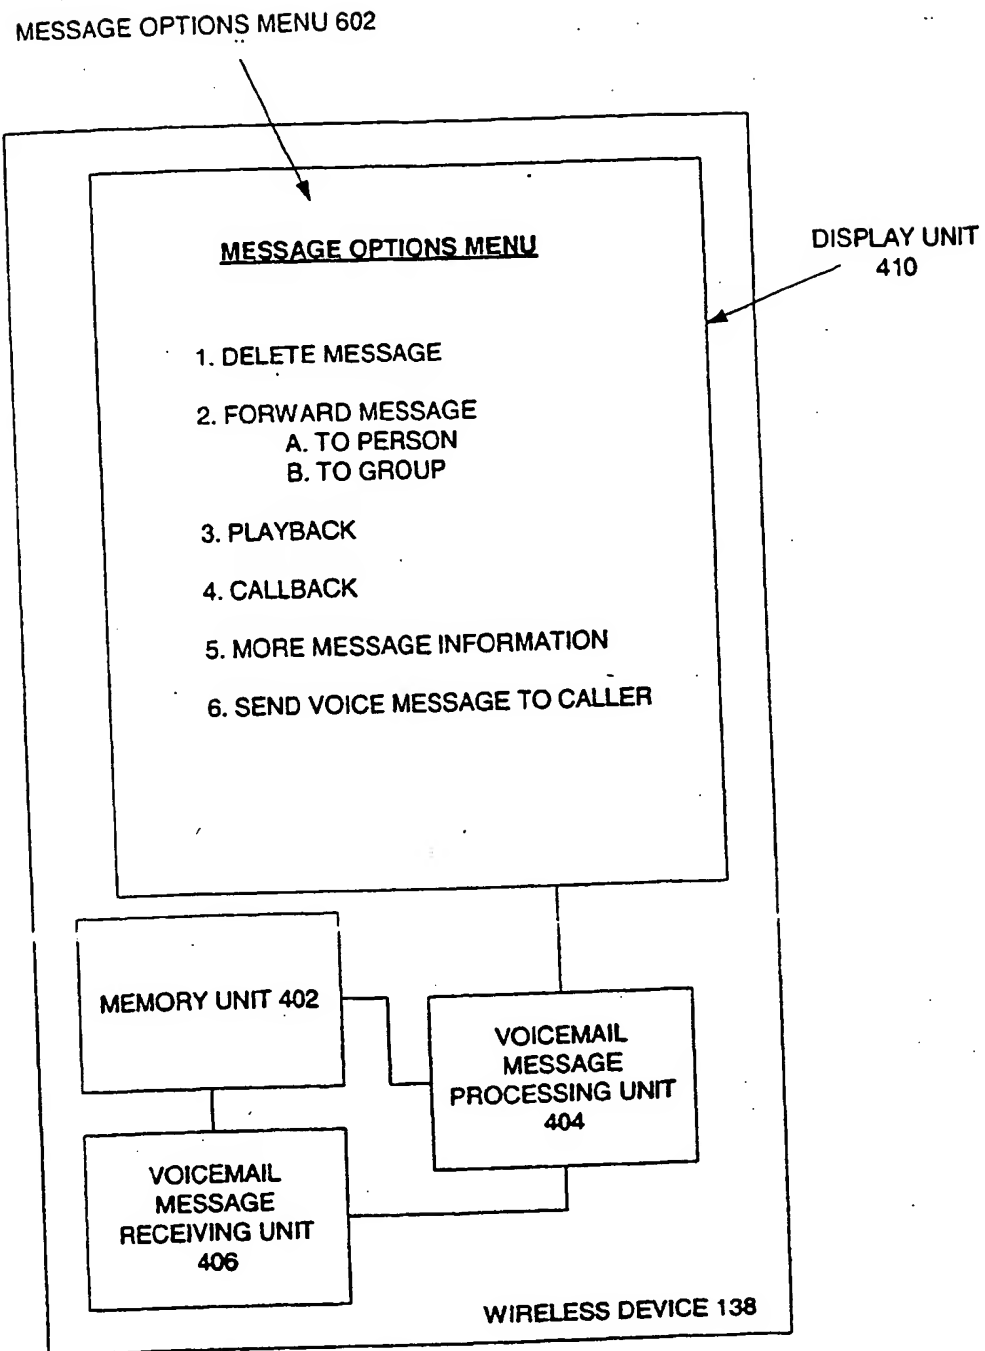 MESSAGE OPTIONS MENU 602
MESSAGE OPTIONS MENU
DISPLAY UNIT
410
1. DELETE MESSAGE
2. FORWARD MESSAGE
A. TO PERSON
B. TO GROUP
3. PLAYBACK
4. CALLBACK
5. MORE MESSAGE INFORMATION
6. SEND VOICE MESSAGE TO CALLER
MEMORY UNIT 402
VOICEMAIL
MESSAGE
PROCESSING UNIT
404
VOICEMAIL
MESSAGE
RECEIVING UNIT
406
WIRELESS DEVICE 138